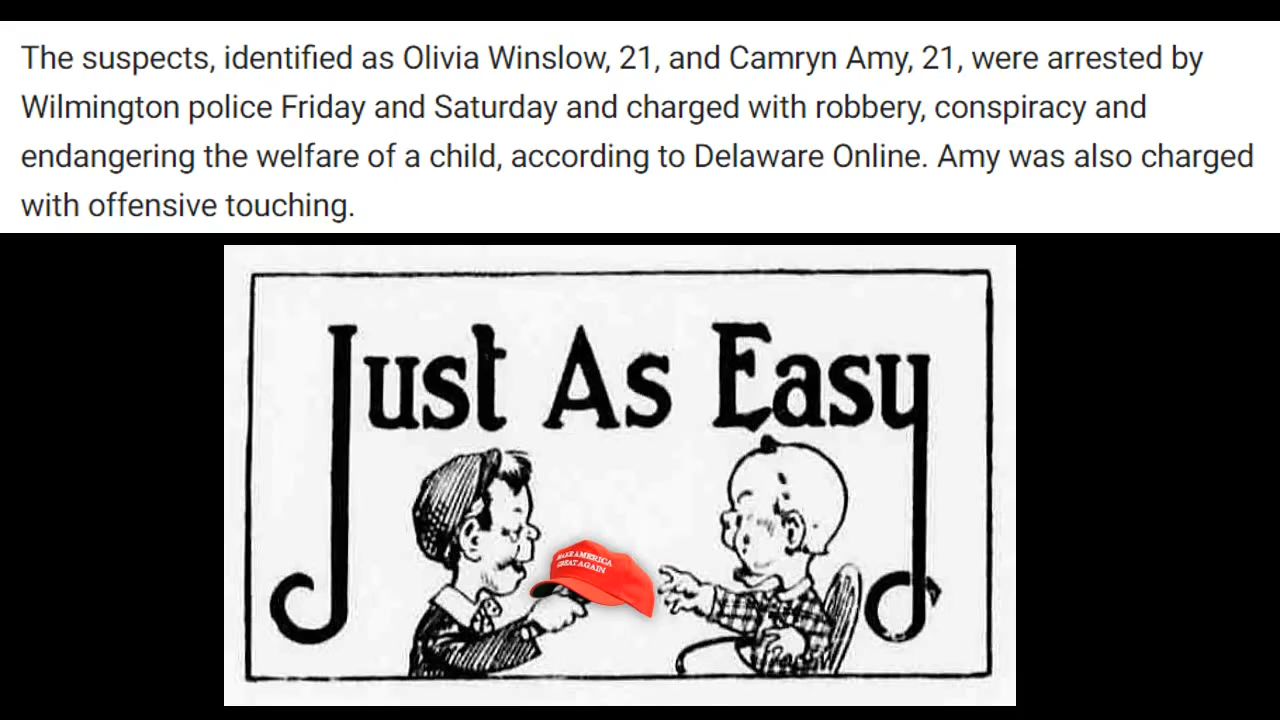 The suspects, identified as Olivia Winslow, 21, and Camryn Amy, 21, were arrested by
Wilmington police Friday and Saturday and charged with robbery, conspiracy and
endangering the welfare of a child, according to Delaware Online. Amy was also charged
with offensive touching.
Just As Easy
MAKE AMERICA
GREAT AGAIN